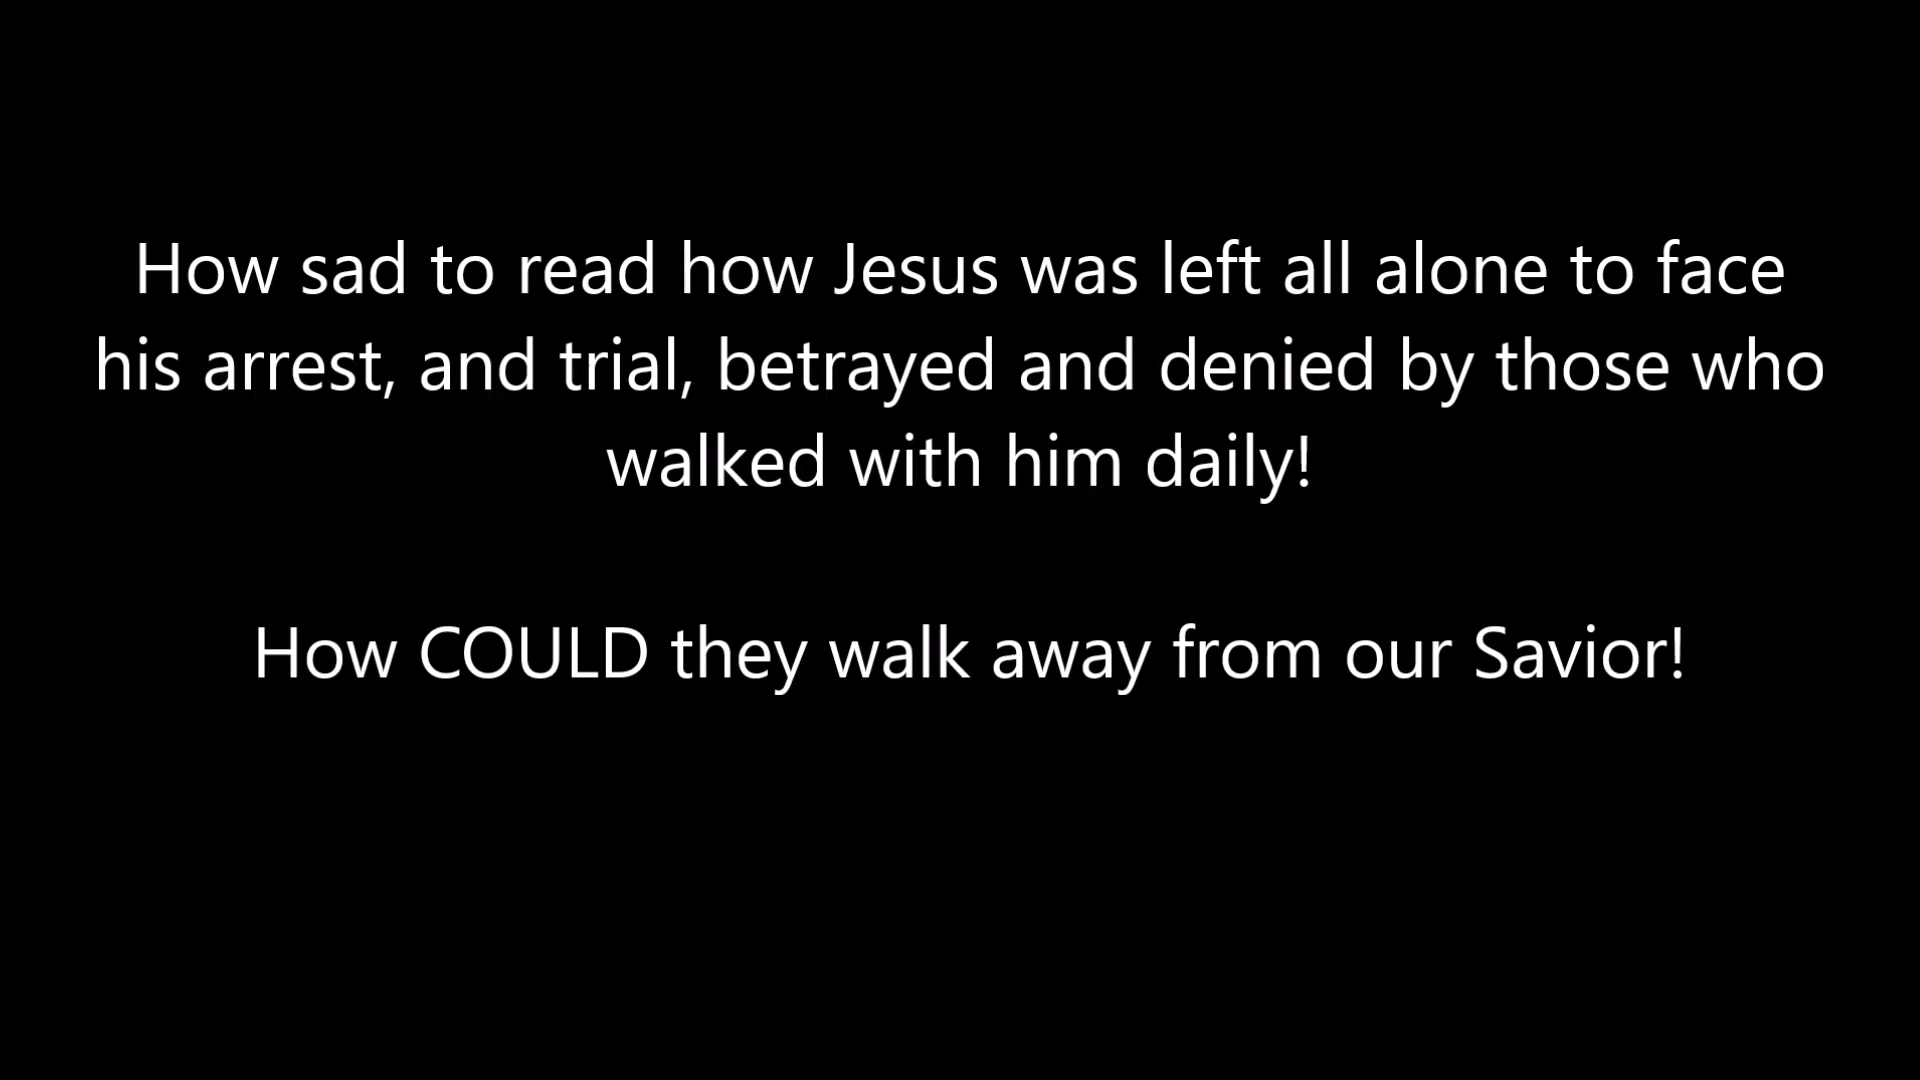 How sad to read how Jesus was left all alone to face
his arrest, and trial, betrayed and denied by those who
walked with him daily!
How COULD they walk away from our Savior!